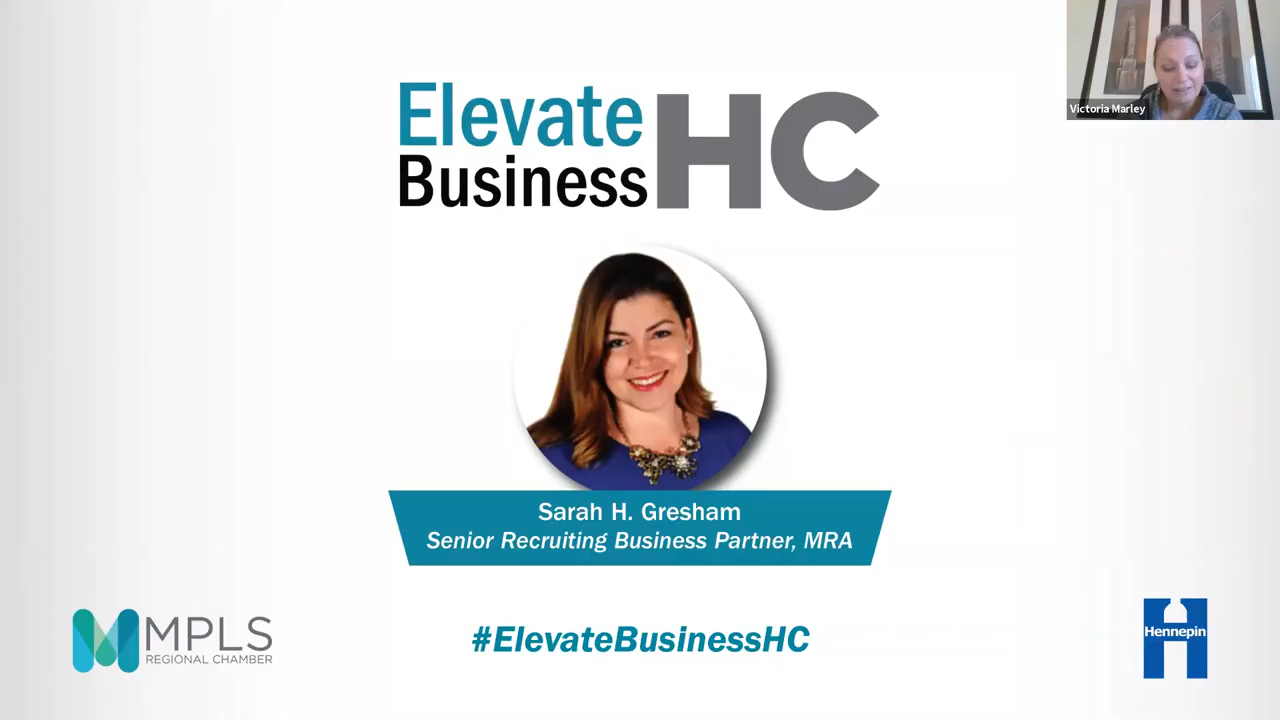 Elevate
Business HC
Victoria Marley
Sarah H. Gresham
Senior Recruiting Business Partner, MRA
#ElevateBusinessHC
MPLS
REGIONAL CHAMBER
Hennepin